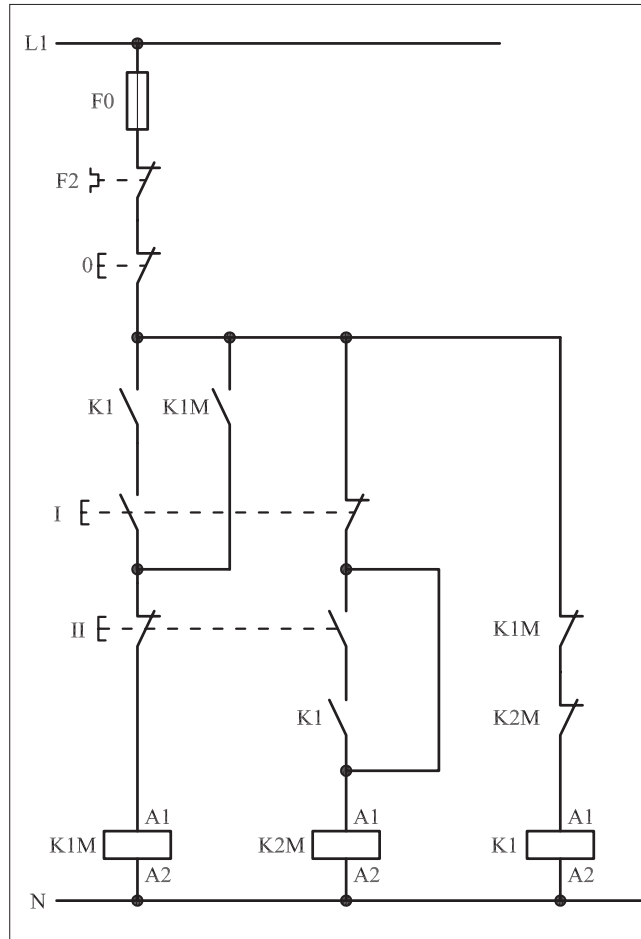 L1
F0
F2
0
K1 K1M
I
II K1M
K1 K2M
A1 A1 A1
K1M K2M K1
A2 A2 A2
N